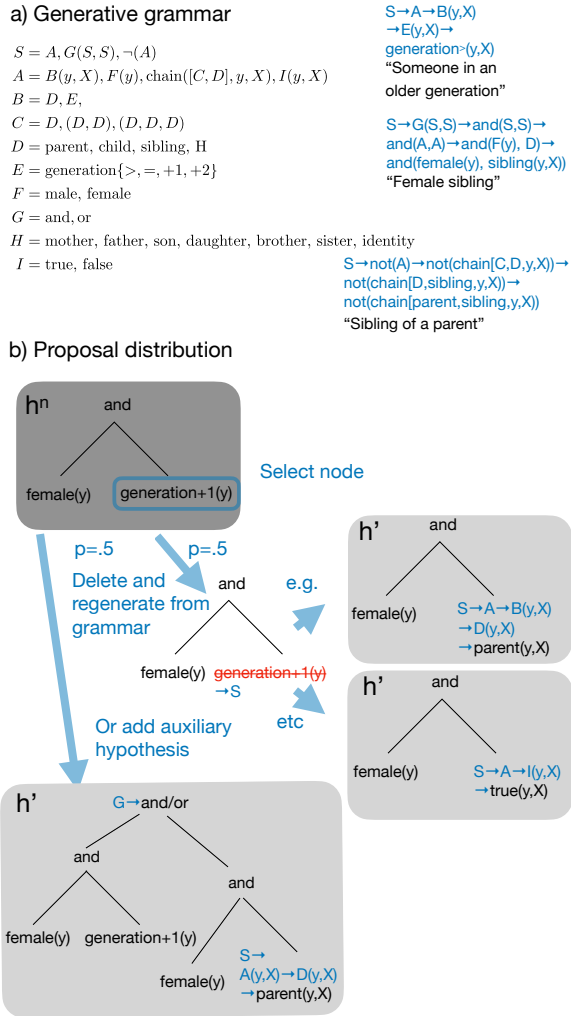 a) Generative grammar
S = A, G(S, S), ¬(A)
A = B(y, X), F(y), chain([C, D], y, X), I(y, X)
B = D, E,
C = D, (D, D), (D, D, D)
D = parent, child, sibling, H
E = generation{>, =, +1, +2}
F = male, female
G = and, or
H = mother, father, son, daughter, brother, sister, identity
I = true, false
S→A→B(y,X)
→E(y,X)→
generation>(y,X)
“Someone in an
older generation”
S→G(S,S)→and(S,S)→
and(A,A)→and(F(y), D)→
and(female(y), sibling(y,X))
“Female sibling”
S→not(A)→not(chain[C,D,y,X))→
not(chain[D,sibling,y,X))→
not(chain[parent,sibling,y,X))
“Sibling of a parent”
b) Proposal distribution
hⁿ
and
female(y)
generation+1(y)
Select node
p=.5
p=.5
Delete and
regenerate from
grammar
and
female(y)
generation+1(y)
→S
e.g.
etc
h’
and
female(y)
S→A→B(y,X)
→D(y,X)
→parent(y,X)
h’
and
female(y)
S→A→I(y,X)
→true(y,X)
Or add auxiliary
hypothesis
h’
G→and/or
and
and
female(y)
generation+1(y)
female(y)
S→
A(y,X)→D(y,X)
→parent(y,X)